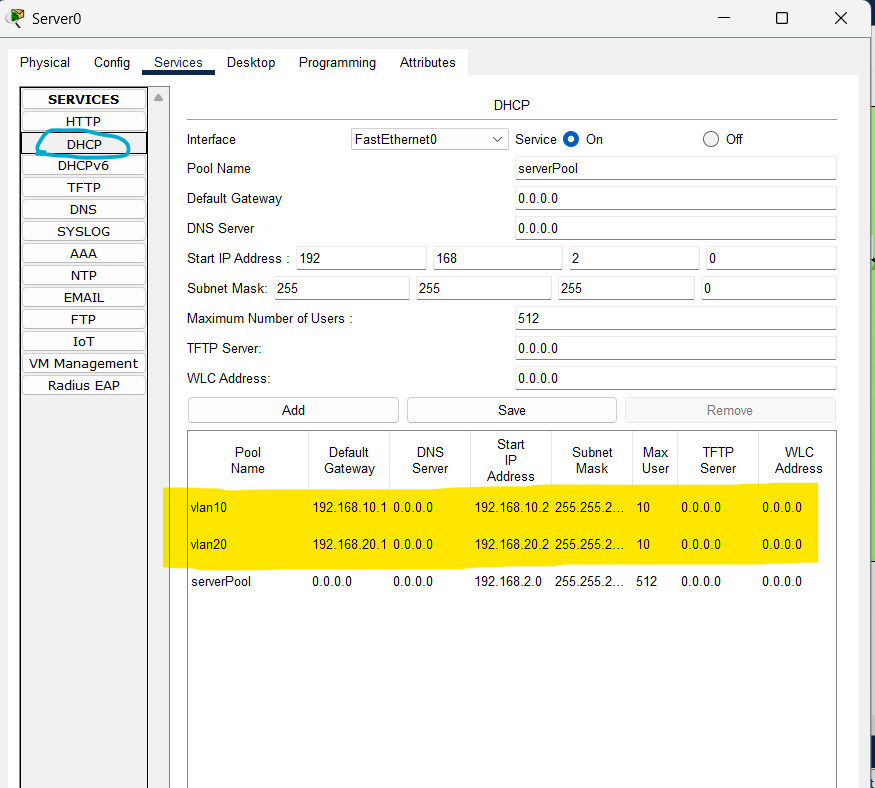 Server0
Physical Config Services Desktop Programming Attributes
SERVICES
HTTP
DHCP
DHCPv6
TFTP
DNS
SYSLOG
AAA
NTP
EMAIL
FTP
IoT
VM Management
Radius EAP
DHCP
Interface FastEthernet0 Service On Off
Pool Name serverPool
Default Gateway 0.0.0.0
DNS Server 0.0.0.0
Start IP Address : 192 168 2 0
Subnet Mask: 255 255 255 0
Maximum Number of Users : 512
TFTP Server: 0.0.0.0
WLC Address: 0.0.0.0
Add Save Remove
Pool Name Default Gateway DNS Server Start IP Address Subnet Mask Max User TFTP Server WLC Address
vlan10 192.168.10.1 0.0.0.0 192.168.10.2 255.255.2... 10 0.0.0.0 0.0.0.0
vlan20 192.168.20.1 0.0.0.0 192.168.20.2 255.255.2... 10 0.0.0.0 0.0.0.0
serverPool 0.0.0.0 0.0.0.0 192.168.2.0 255.255.2... 512 0.0.0.0 0.0.0.0